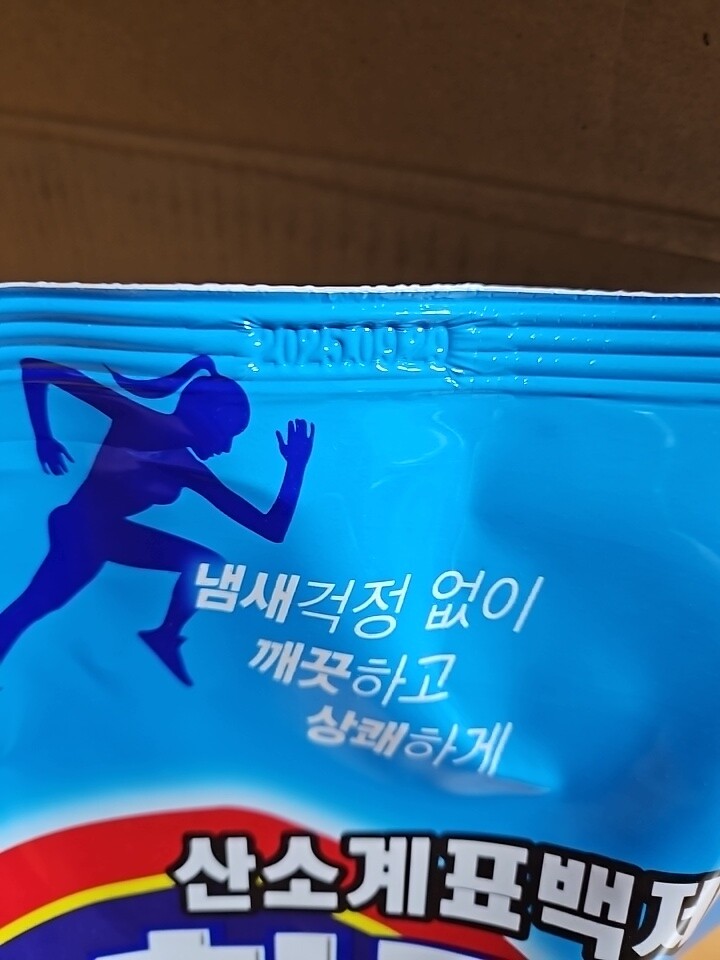 2025.09.20
냄새걱정 없이
깨끗하고
상쾌하게
산소계표백제